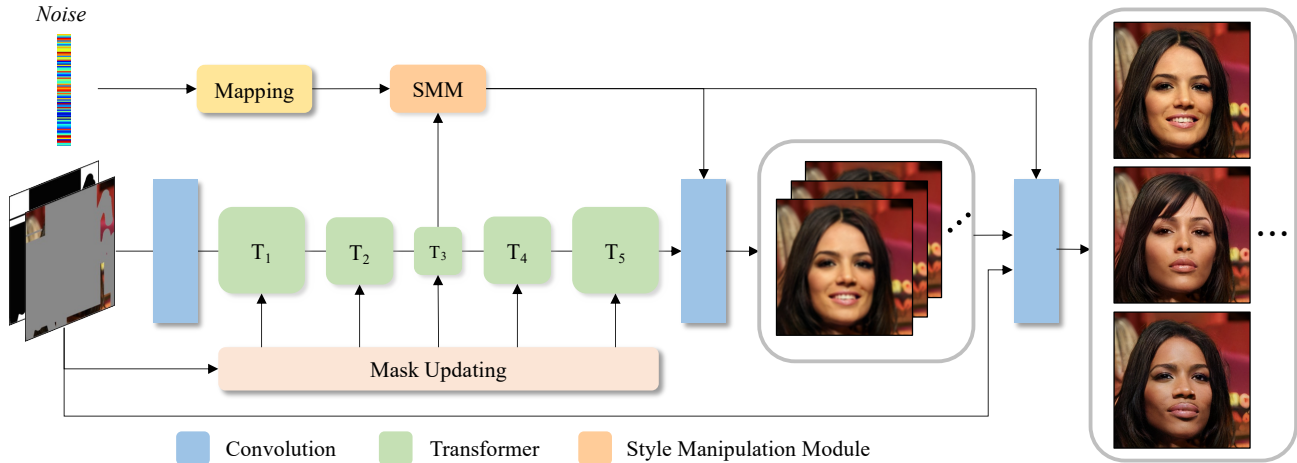 Noise
Mapping
SMM
T1
T2
T3
T4
T5
Mask Updating
Convolution
Transformer
Style Manipulation Module